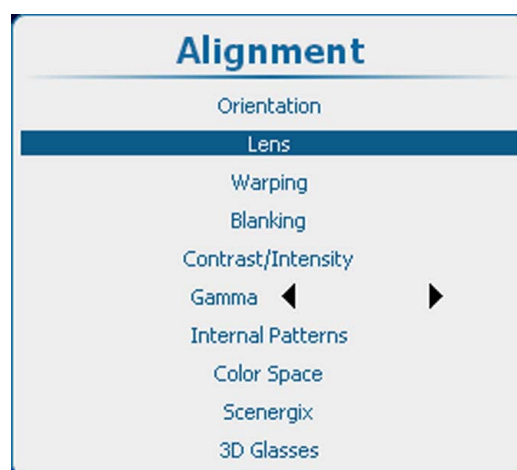 Alignment
Orientation
Lens
Warping
Blanking
Contrast/Intensity
Gamma
Internal Patterns
Color Space
Scenergix
3D Glasses